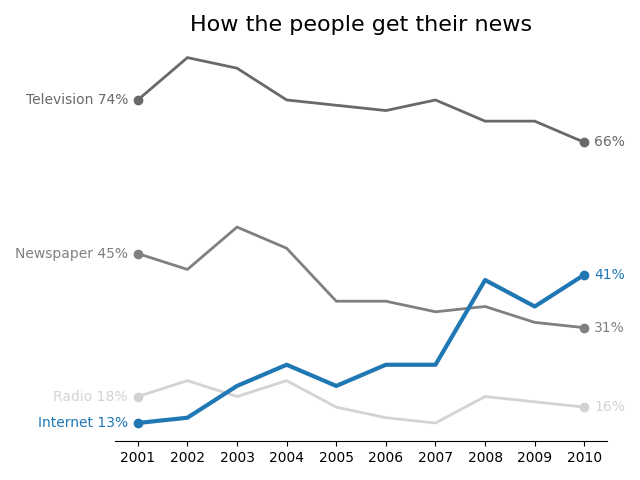 How the people get their news
Television 74%
66%
Newspaper 45%
41%
31%
Radio 18%
16%
Internet 13%
2001 2002 2003 2004 2005 2006 2007 2008 2009 2010